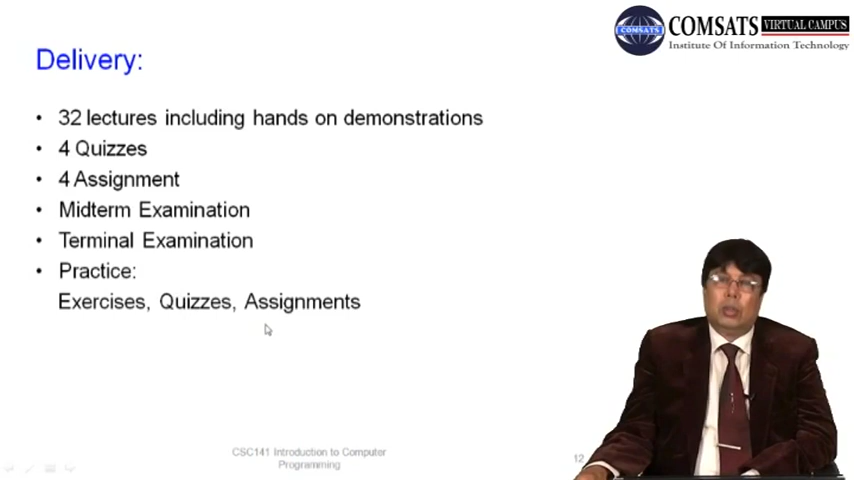 COMSATS
COMSATS VIRTUAL CAMPUS
Institute Of Information Technology
Delivery:
• 32 lectures including hands on demonstrations
• 4 Quizzes
• 4 Assignment
• Midterm Examination
• Terminal Examination
• Practice:
Exercises, Quizzes, Assignments
CSC141 Introduction to Computer
Programming
12